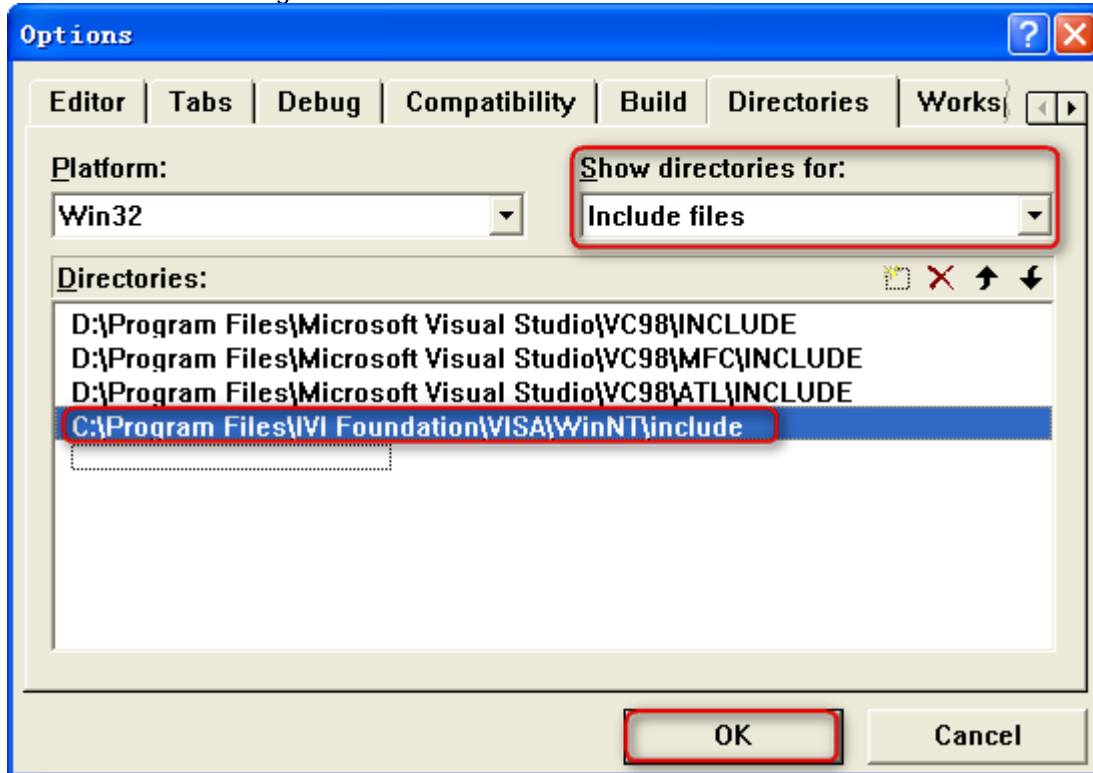 Options
Editor Tabs Debug Compatibility Build Directories Works
Platform: Show directories for:
Win32 Include files
Directories:
D:\Program Files\Microsoft Visual Studio\VC98\INCLUDE
D:\Program Files\Microsoft Visual Studio\VC98\MFC\INCLUDE
D:\Program Files\Microsoft Visual Studio\VC98\ATL\INCLUDE
C:\Program Files\IVI Foundation\VISA\WinNT\include
OK Cancel